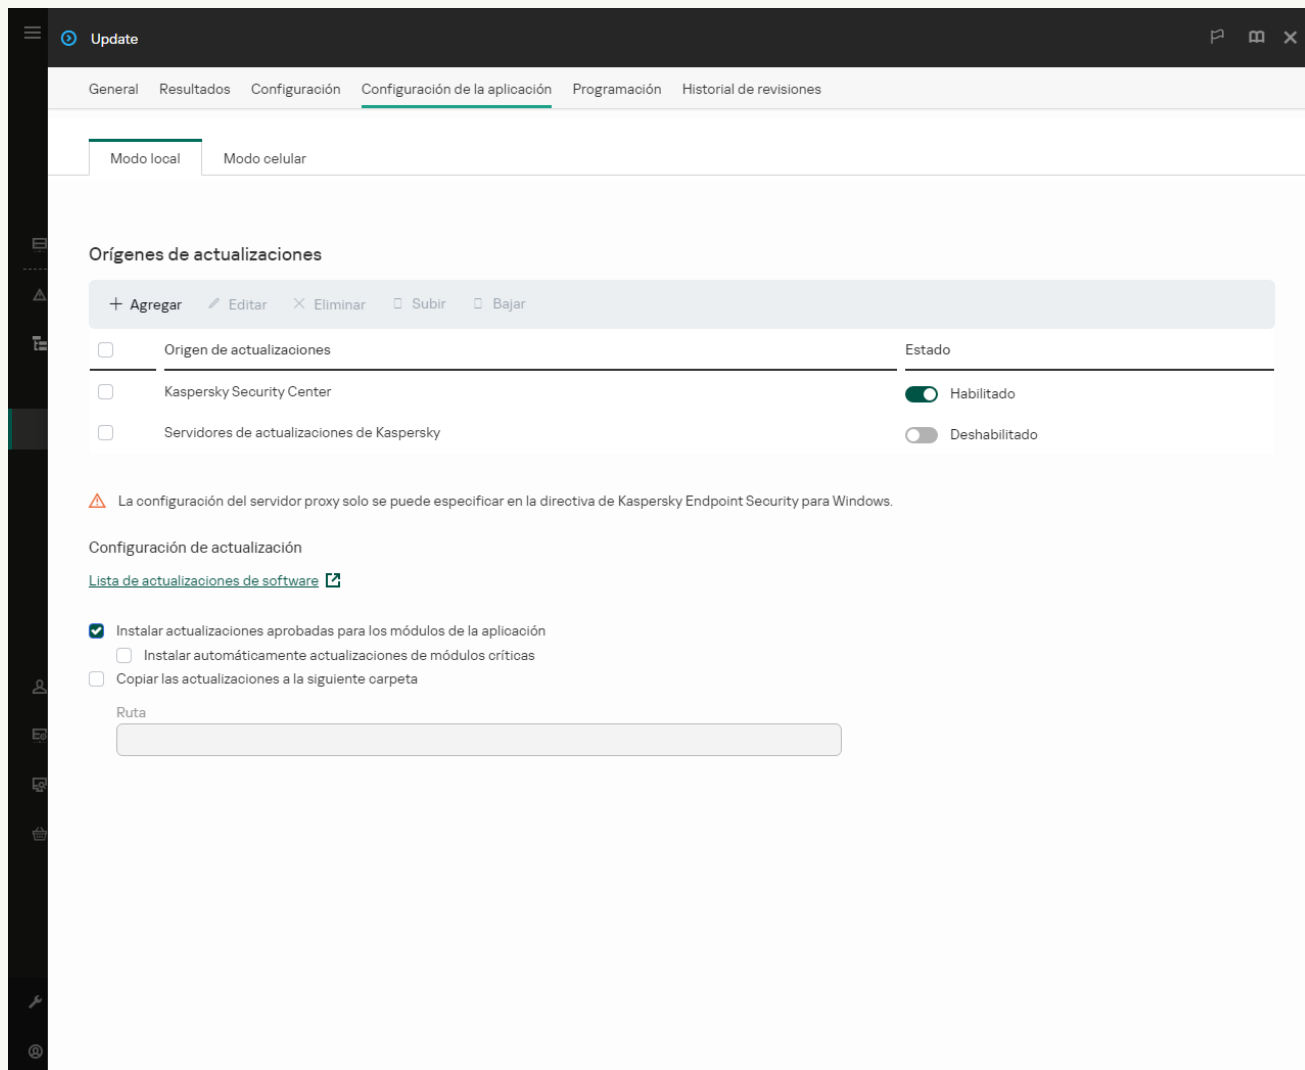 Update
General Resultados Configuración Configuración de la aplicación Programación Historial de revisiones
Modo local Modo celular
Orígenes de actualizaciones
Agregar Editar Eliminar Subir Bajar
Origen de actualizaciones Estado
Kaspersky Security Center Habilitado
Servidores de actualizaciones de Kaspersky Deshabilitado
La configuración del servidor proxy solo se puede especificar en la directiva de Kaspersky Endpoint Security para Windows.
Configuración de actualización
Lista de actualizaciones de software
Instalar actualizaciones aprobadas para los módulos de la aplicación
Instalar automáticamente actualizaciones de módulos críticas
Copiar las actualizaciones a la siguiente carpeta
Ruta